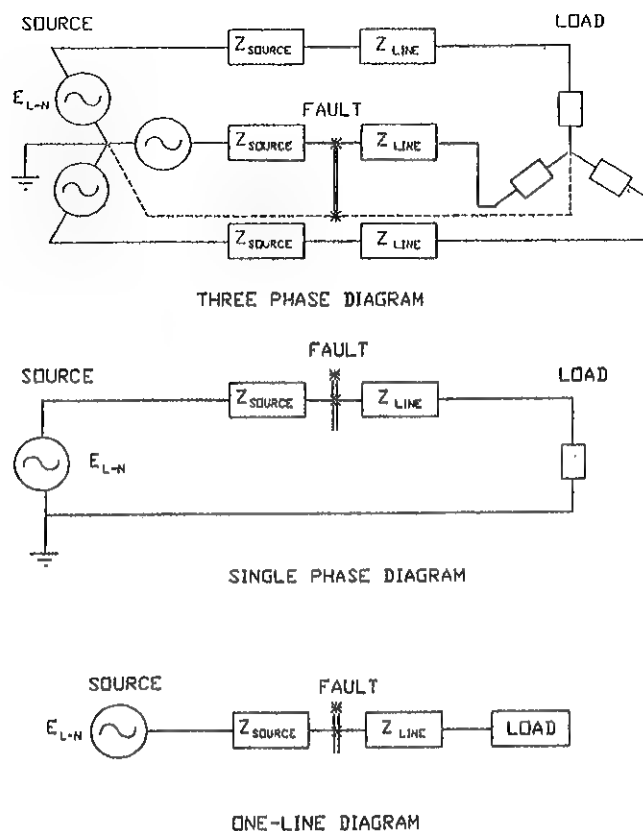 SOURCE
LOAD
Z SOURCE
Z LINE
E L-N
FAULT
Z SOURCE
Z LINE
Z SOURCE
Z LINE
THREE PHASE DIAGRAM
FAULT
SOURCE
LOAD
Z SOURCE
Z LINE
E L-N
SINGLE PHASE DIAGRAM
SOURCE
FAULT
E L-N
Z SOURCE
Z LINE
LOAD
ONE-LINE DIAGRAM